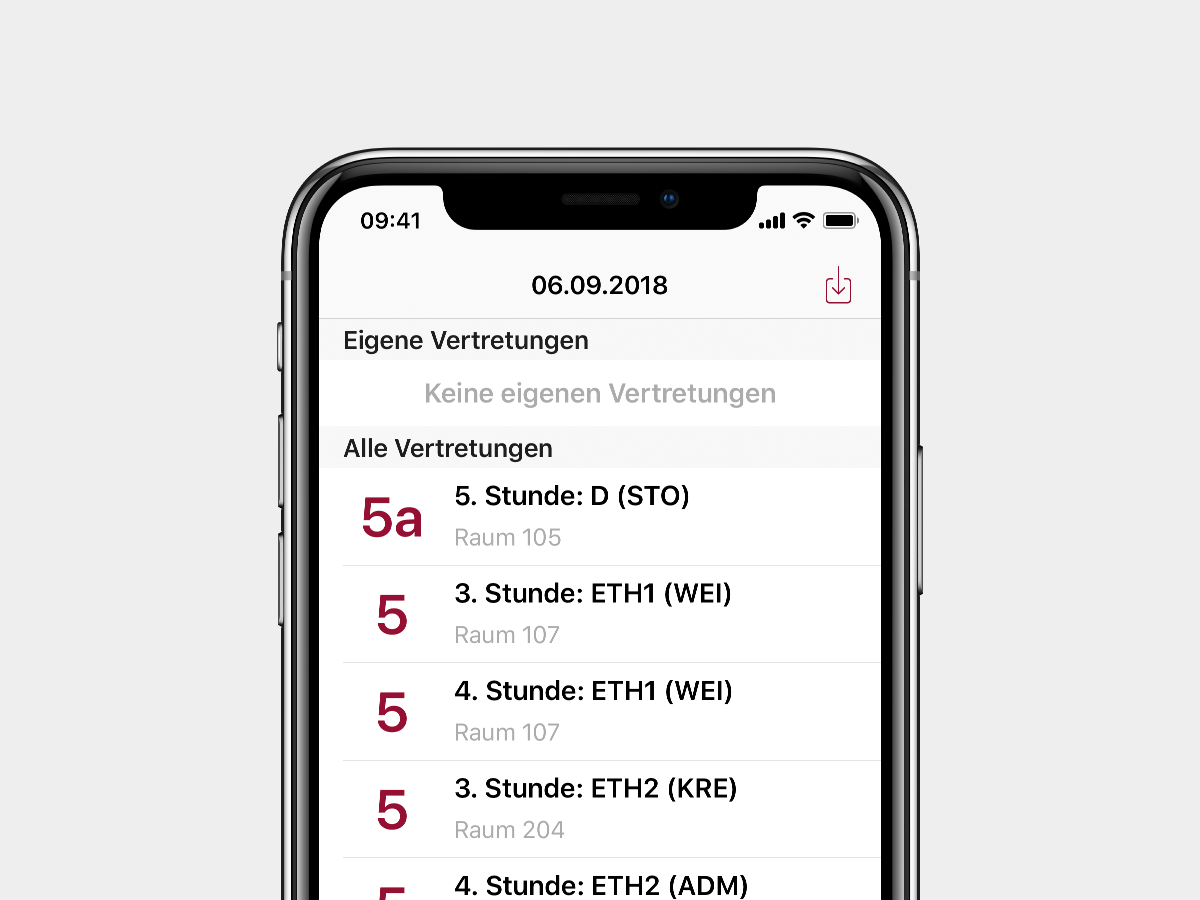 09:41
06.09.2018
Eigene Vertretungen
Keine eigenen Vertretungen
Alle Vertretungen
5a
5. Stunde: D (STO)
Raum 105
5
3. Stunde: ETH1 (WEI)
Raum 107
5
4. Stunde: ETH1 (WEI)
Raum 107
5
3. Stunde: ETH2 (KRE)
Raum 204
5
4. Stunde: ETH2 (ADM)